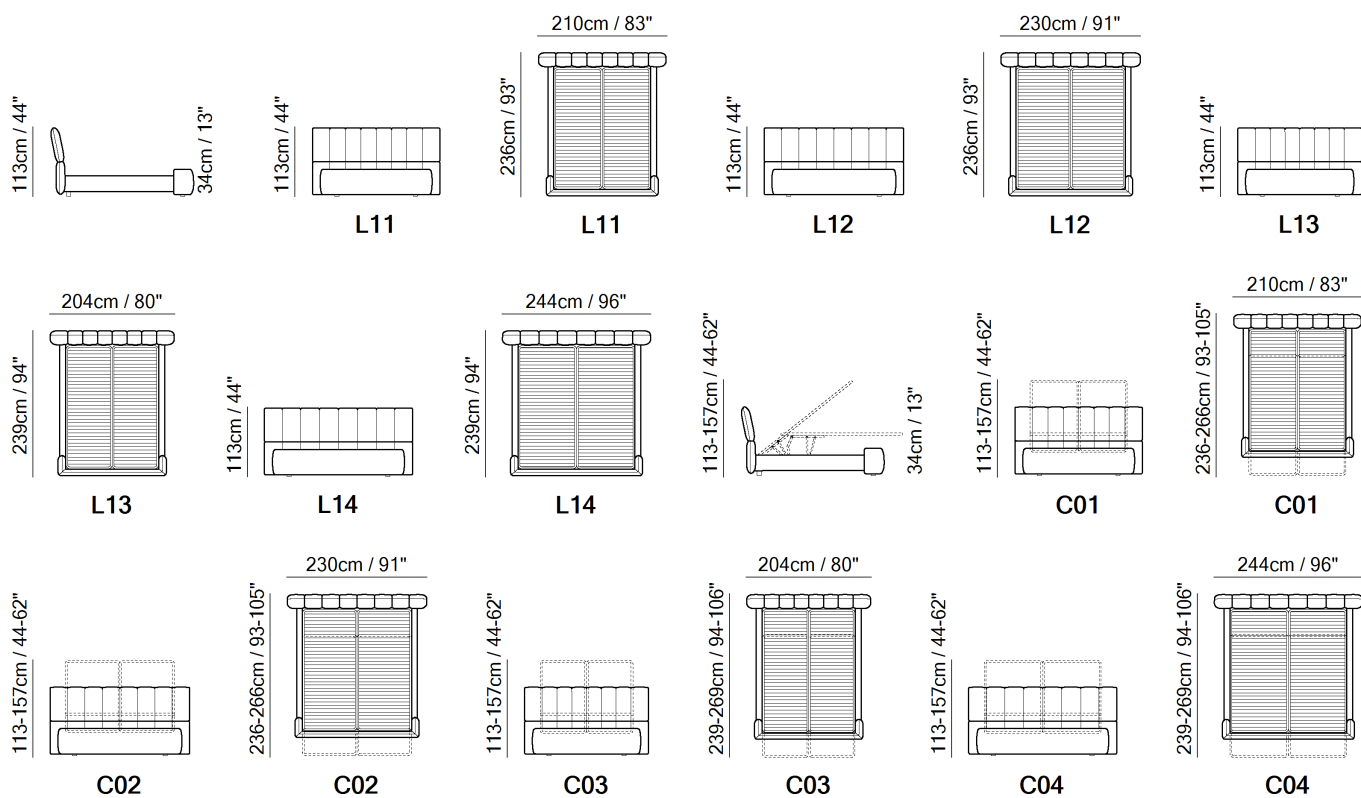 113cm / 44"
34cm / 13"
113cm / 44"
L11
210cm / 83"
236cm / 93"
L11
113cm / 44"
L12
230cm / 91"
236cm / 93"
L12
113cm / 44"
L13
204cm / 80"
239cm / 94"
L13
113cm / 44"
L14
244cm / 96"
239cm / 94"
L14
113-157cm / 44-62"
34cm / 13"
113-157cm / 44-62"
C01
210cm / 83"
236-266cm / 93-105"
C01
113-157cm / 44-62"
C02
230cm / 91"
236-266cm / 93-105"
C02
113-157cm / 44-62"
C03
204cm / 80"
239-269cm / 94-106"
C03
113-157cm / 44-62"
C04
244cm / 96"
239-269cm / 94-106"
C04